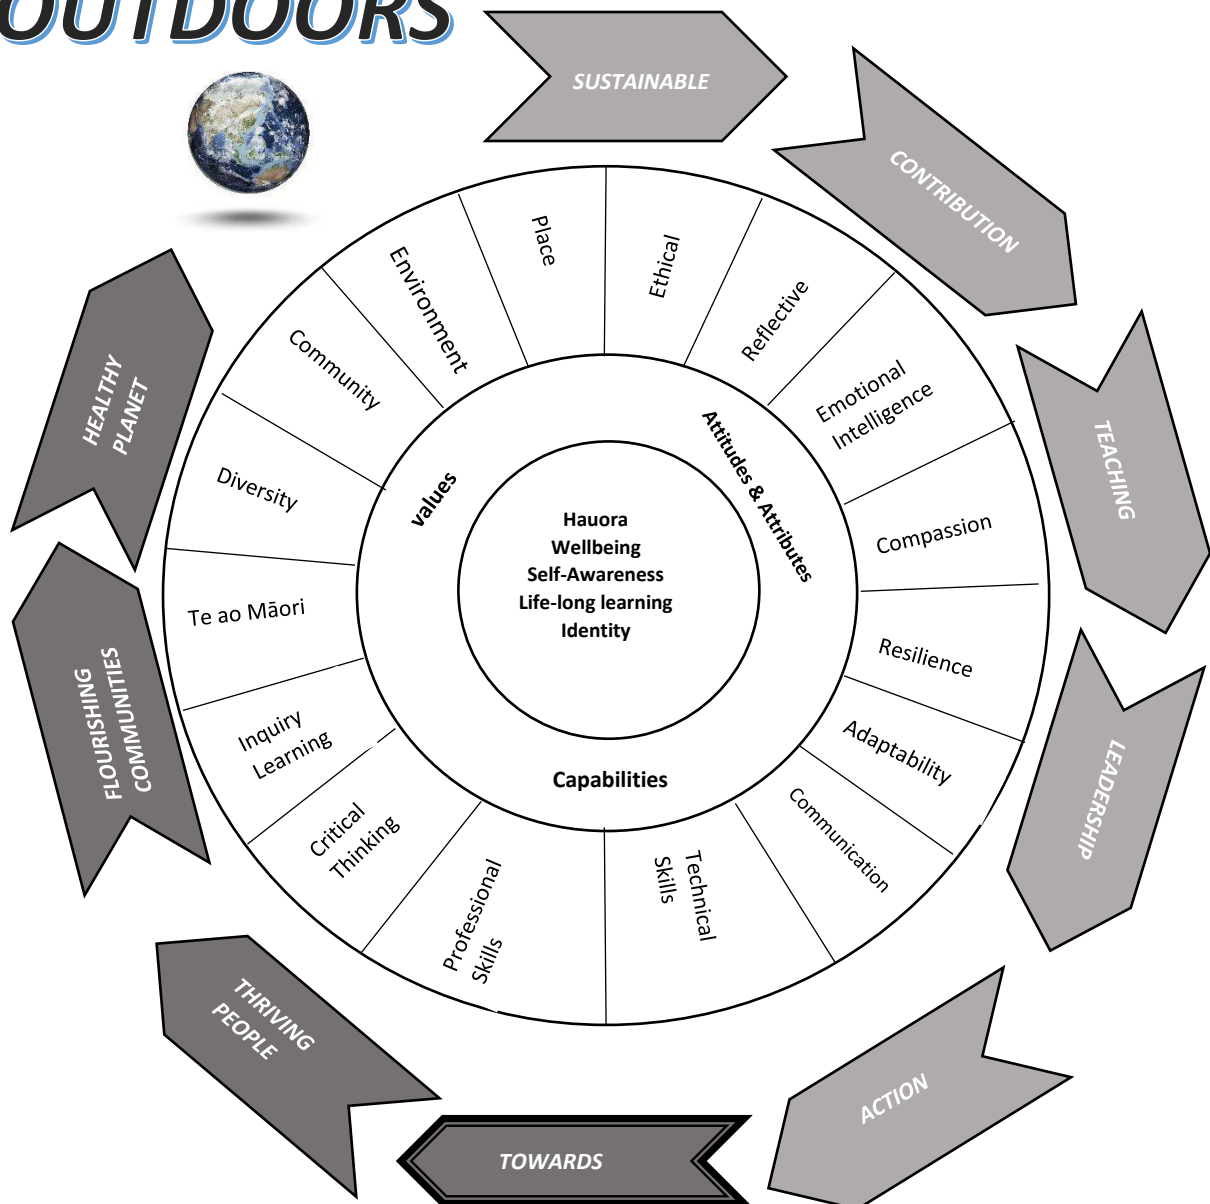 OUTDOORS
SUSTAINABLE
CONTRIBUTION
TEACHING
LEADERSHIP
ACTION
TOWARDS
THRIVING
PEOPLE
FLOURISHING
COMMUNITIES
HEALTHY
PLANET
Place
Ethical
Reflective
Emotional
Intelligence
Compassion
Resilience
Adaptability
Communication
Technical
Skills
Professional
Skills
Critical
Thinking
Inquiry
Learning
Te ao Māori
Diversity
Community
Environment
values
Attitudes & Attributes
Capabilities
Hauora
Wellbeing
Self-Awareness
Life-long learning
Identity